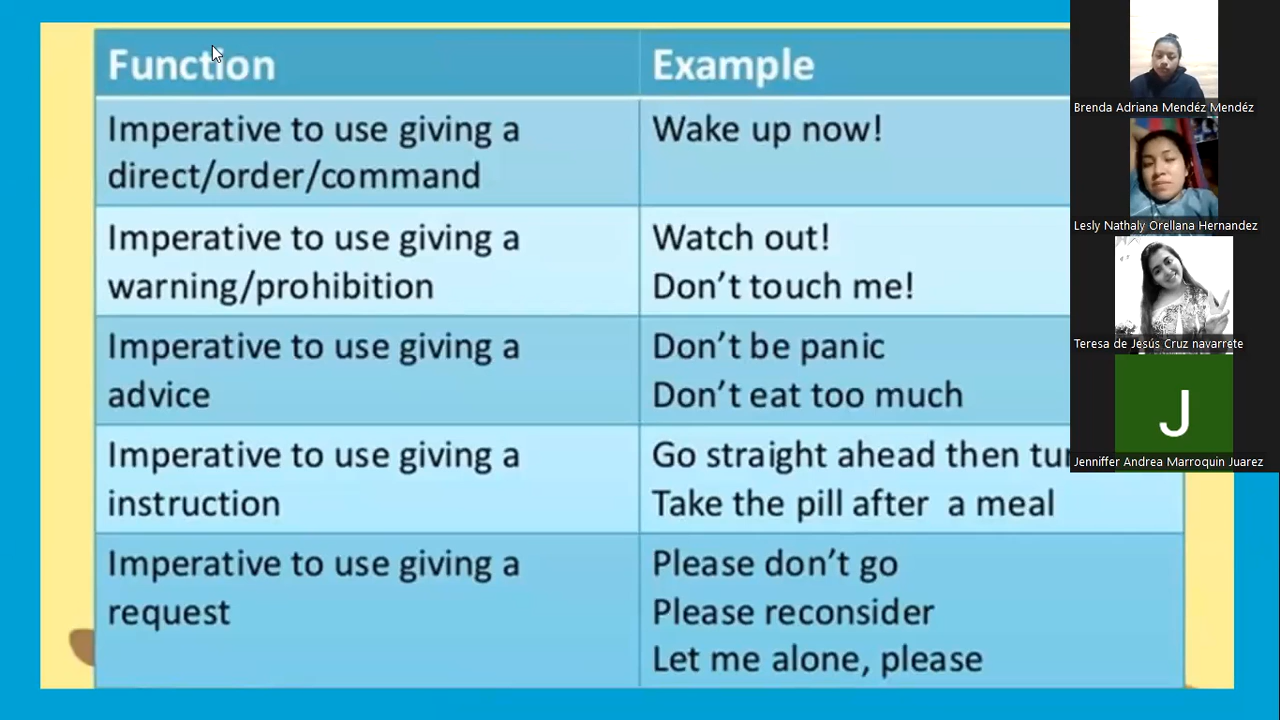 Function
Example
Imperative to use giving a
direct/order/command
Wake up now!
Imperative to use giving a
warning/prohibition
Watch out!
Don't touch me!
Imperative to use giving a
advice
Don't be panic
Don't eat too much
Imperative to use giving a
instruction
Go straight ahead then
Take the pill after a meal
Imperative to use giving a
request
Please don't go
Please reconsider
Let me alone, please
Brenda Adriana Mendéz Mendéz
Lesly Nathaly Orellana Hernandez
Teresa de Jesús Cruz navarrete
J
Jenniffer Andrea Marroquin Juarez